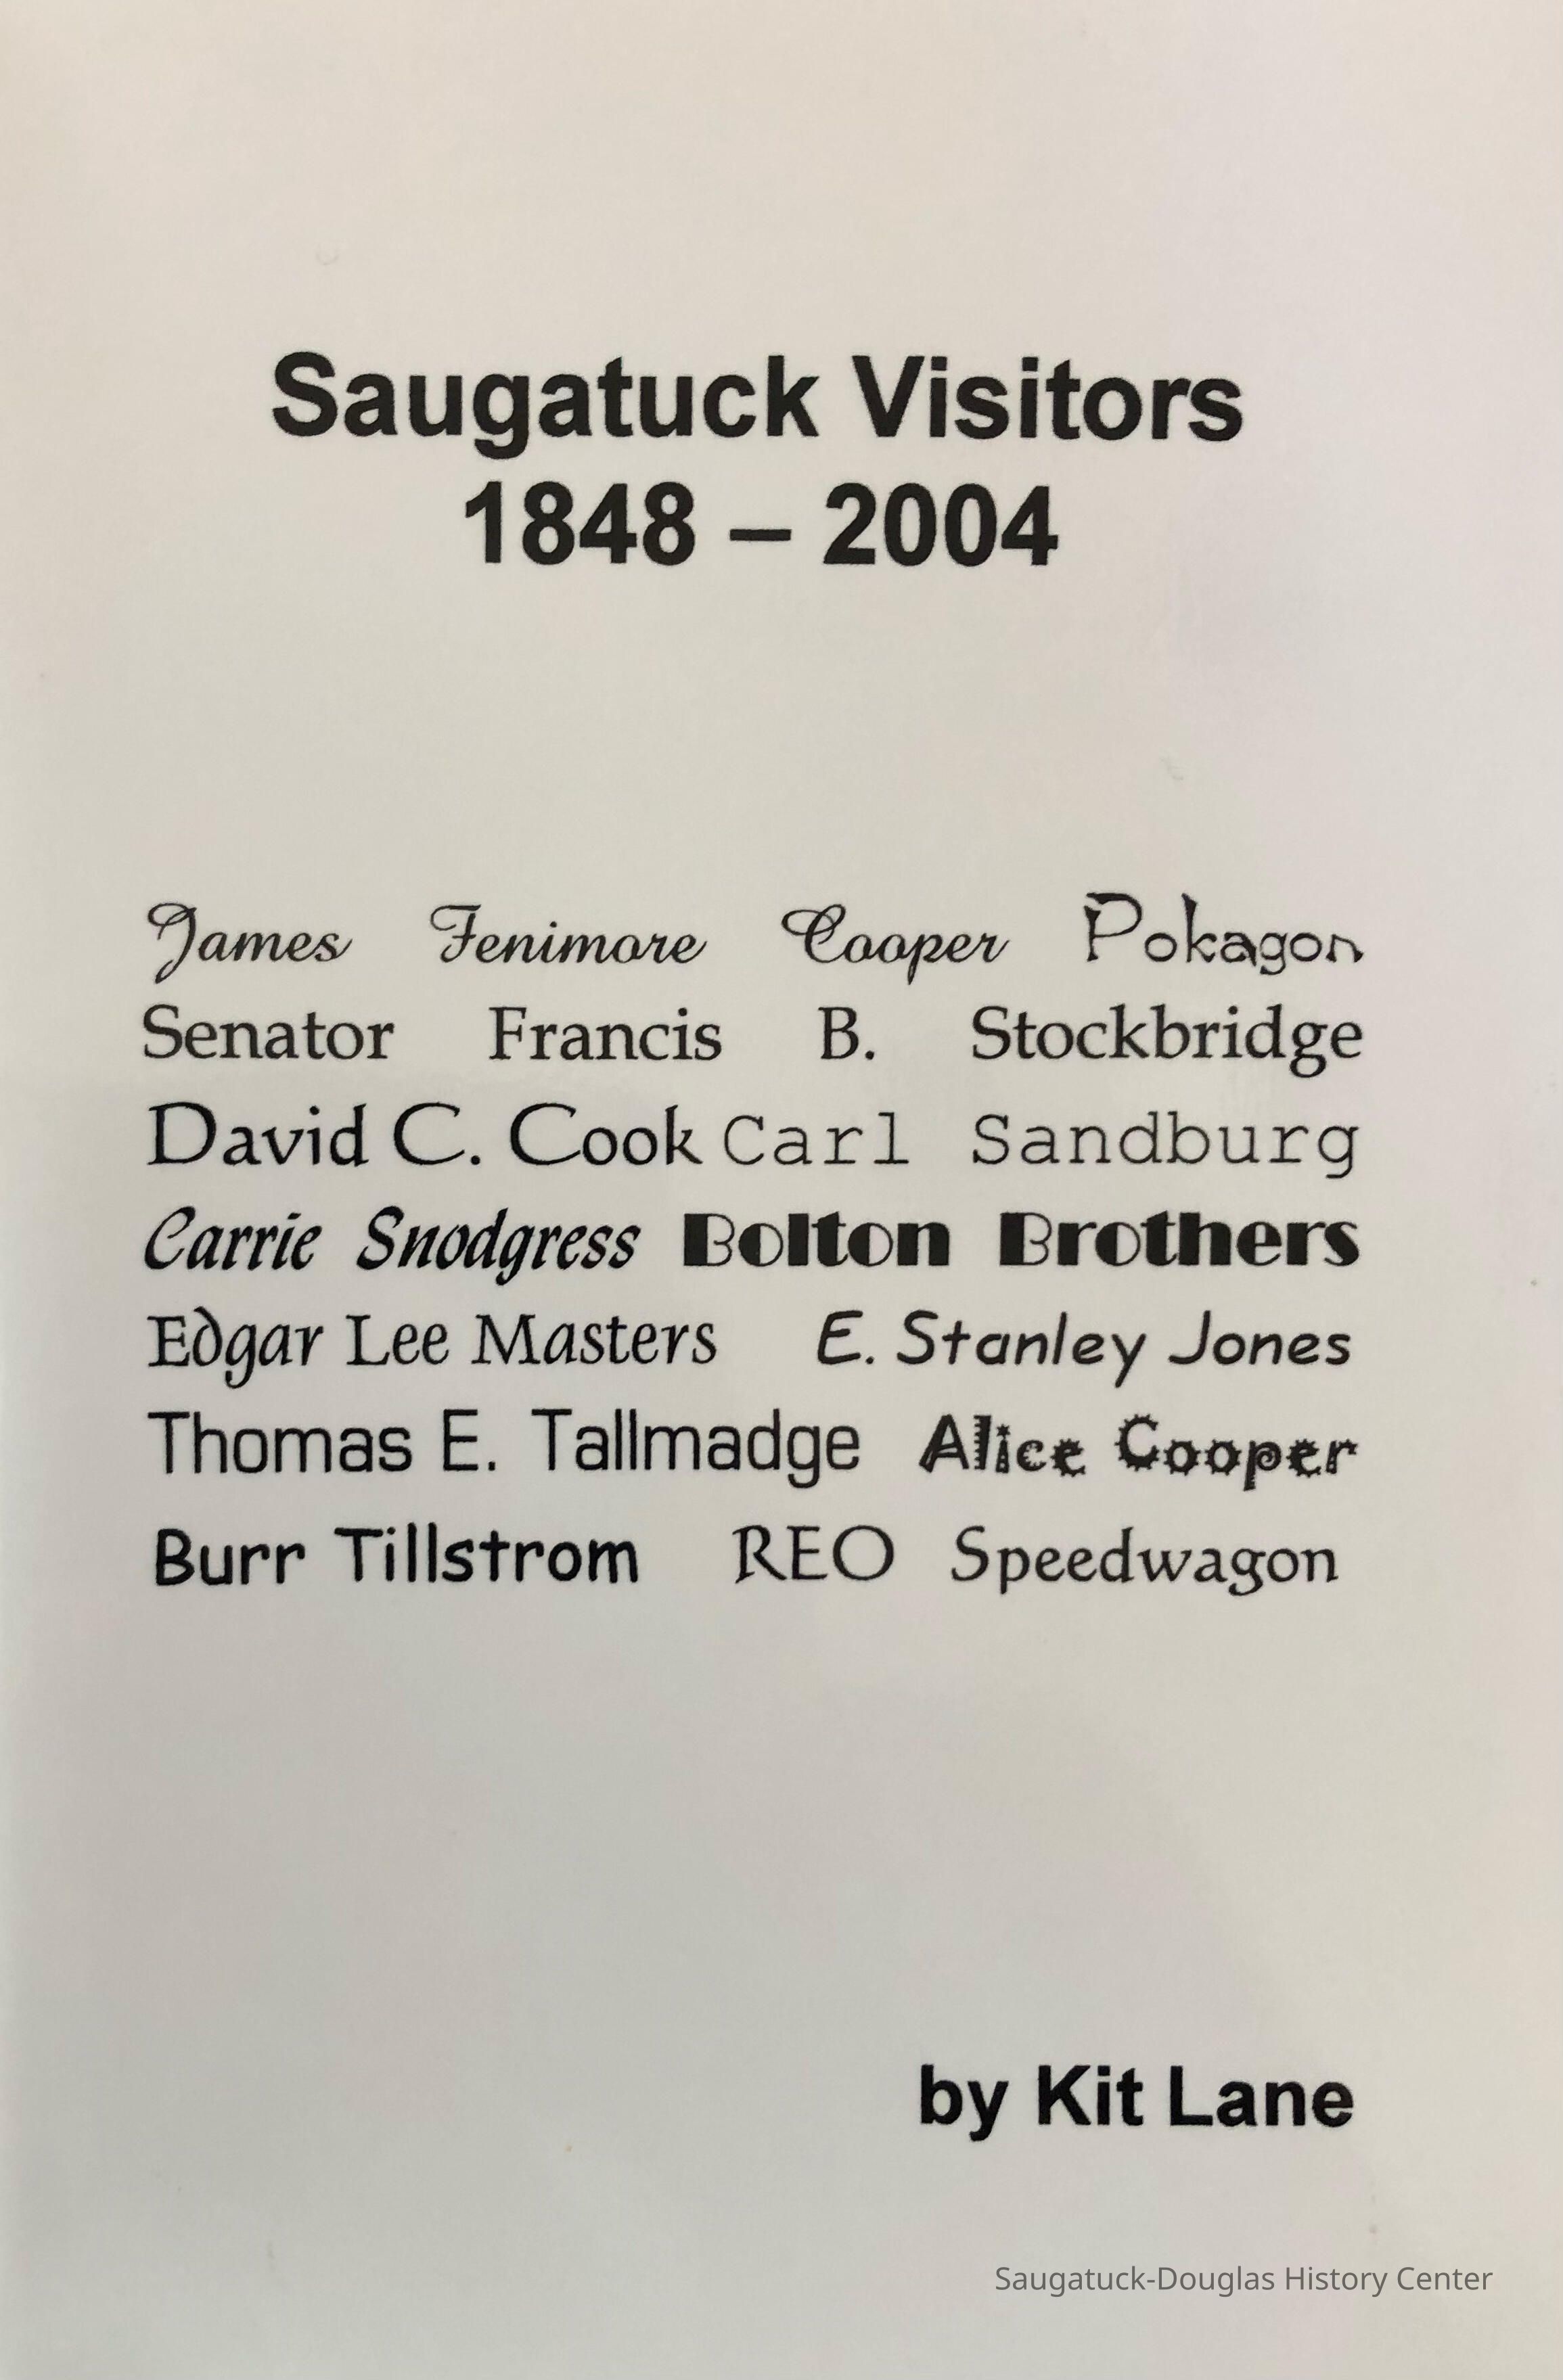 Saugatuck Visitors
1848 – 2004
James Fenimore Cooper Pokagon
Senator Francis B. Stockbridge
David C. Cook Carl Sandburg
Carrie Snodgress Bolton Brothers
Edgar Lee Masters E. Stanley Jones
Thomas E. Tallmadge Alice Cooper
Burr Tillstrom REO Speedwagon
by Kit Lane
Saugatuck-Douglas History Center